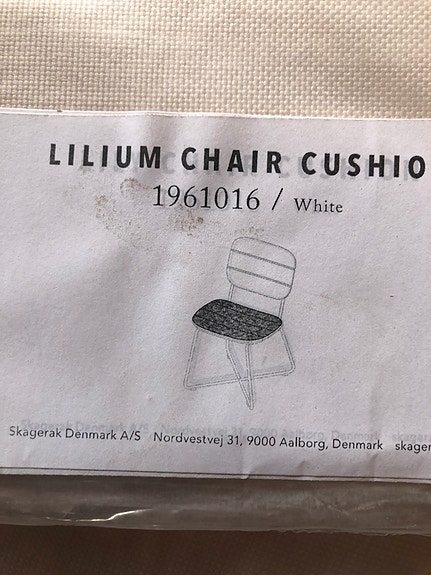 LILIUM CHAIR CUSHIO
1961016 / White
Skagerak Denmark A/S Nordvestvej 31, 9000 Aalborg, Denmark skager